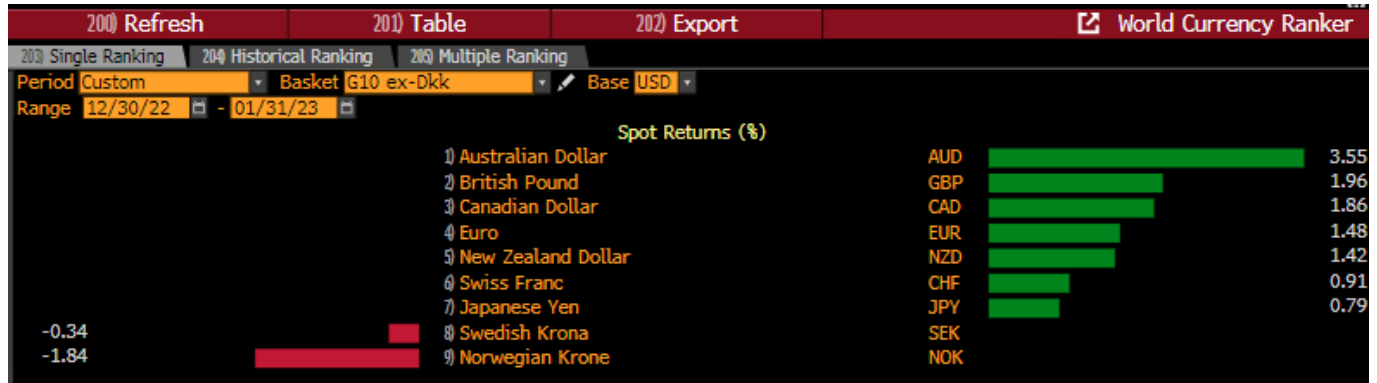 200) Refresh 201) Table 202) Export World Currency Ranker
203) Single Ranking 204) Historical Ranking 205) Multiple Ranking
Period Custom Basket G10 ex-Dkk Base USD
Range 12/30/22 - 01/31/23
Spot Returns (%)
1) Australian Dollar AUD 3.55
2) British Pound GBP 1.96
3) Canadian Dollar CAD 1.86
4) Euro EUR 1.48
5) New Zealand Dollar NZD 1.42
6) Swiss Franc CHF 0.91
7) Japanese Yen JPY 0.79
-0.34 8) Swedish Krona SEK
-1.84 9) Norwegian Krone NOK